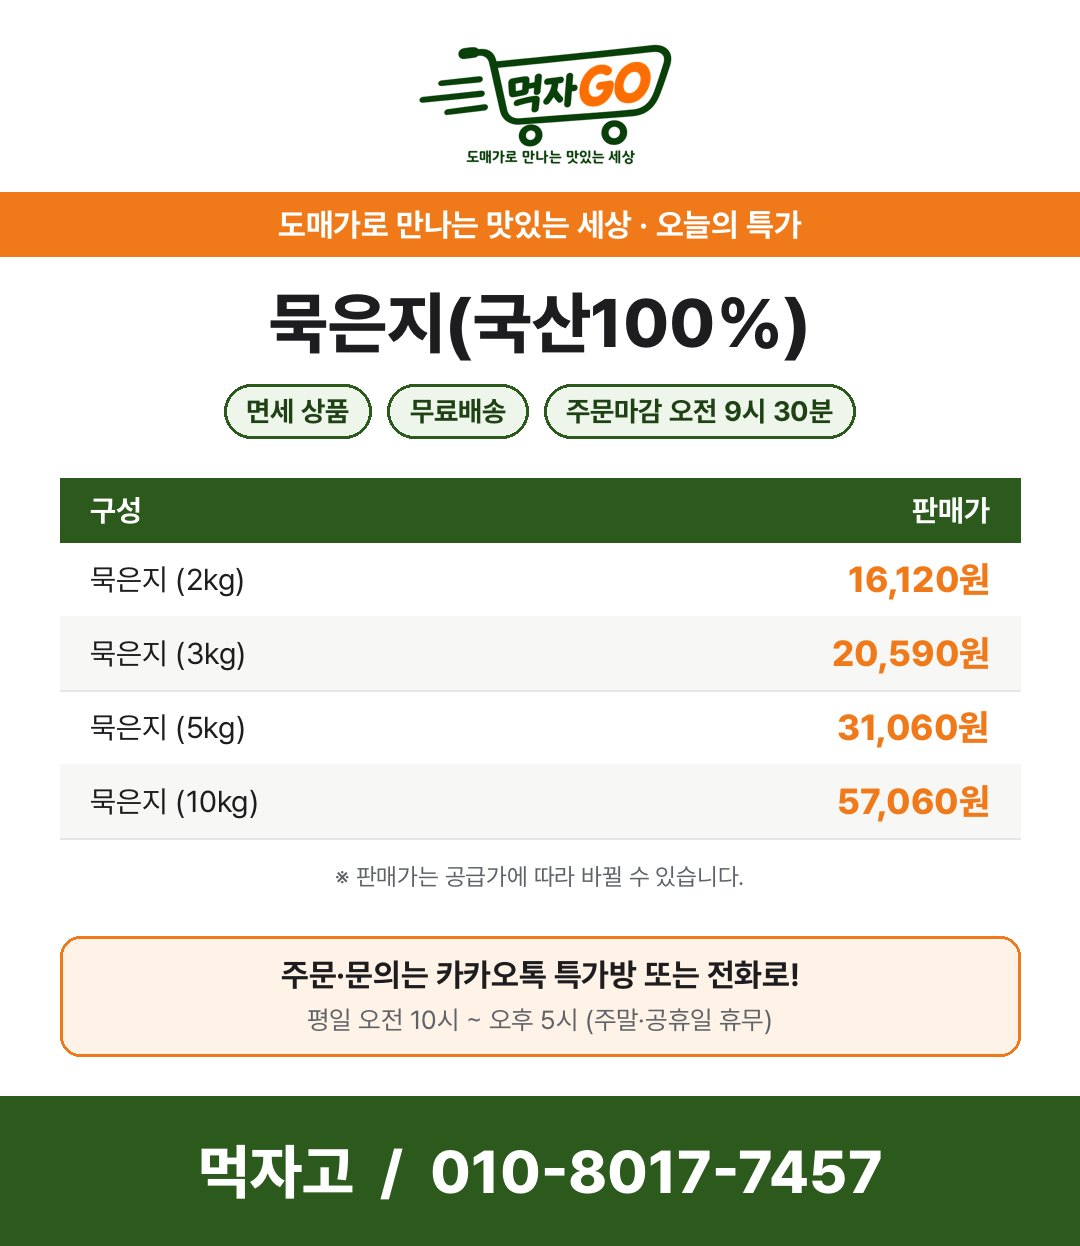 먹자GO
도매가로 만나는 맛있는 세상
도매가로 만나는 맛있는 세상 · 오늘의 특가
묵은지(국산100%)
면세 상품 무료배송 주문마감 오전 9시 30분
구성 판매가
묵은지 (2kg) 16,120원
묵은지 (3kg) 20,590원
묵은지 (5kg) 31,060원
묵은지 (10kg) 57,060원
※ 판매가는 공급가에 따라 바뀔 수 있습니다.
주문·문의는 카카오톡 특가방 또는 전화로!
평일 오전 10시 ~ 오후 5시 (주말·공휴일 휴무)
먹자고 / 010-8017-7457